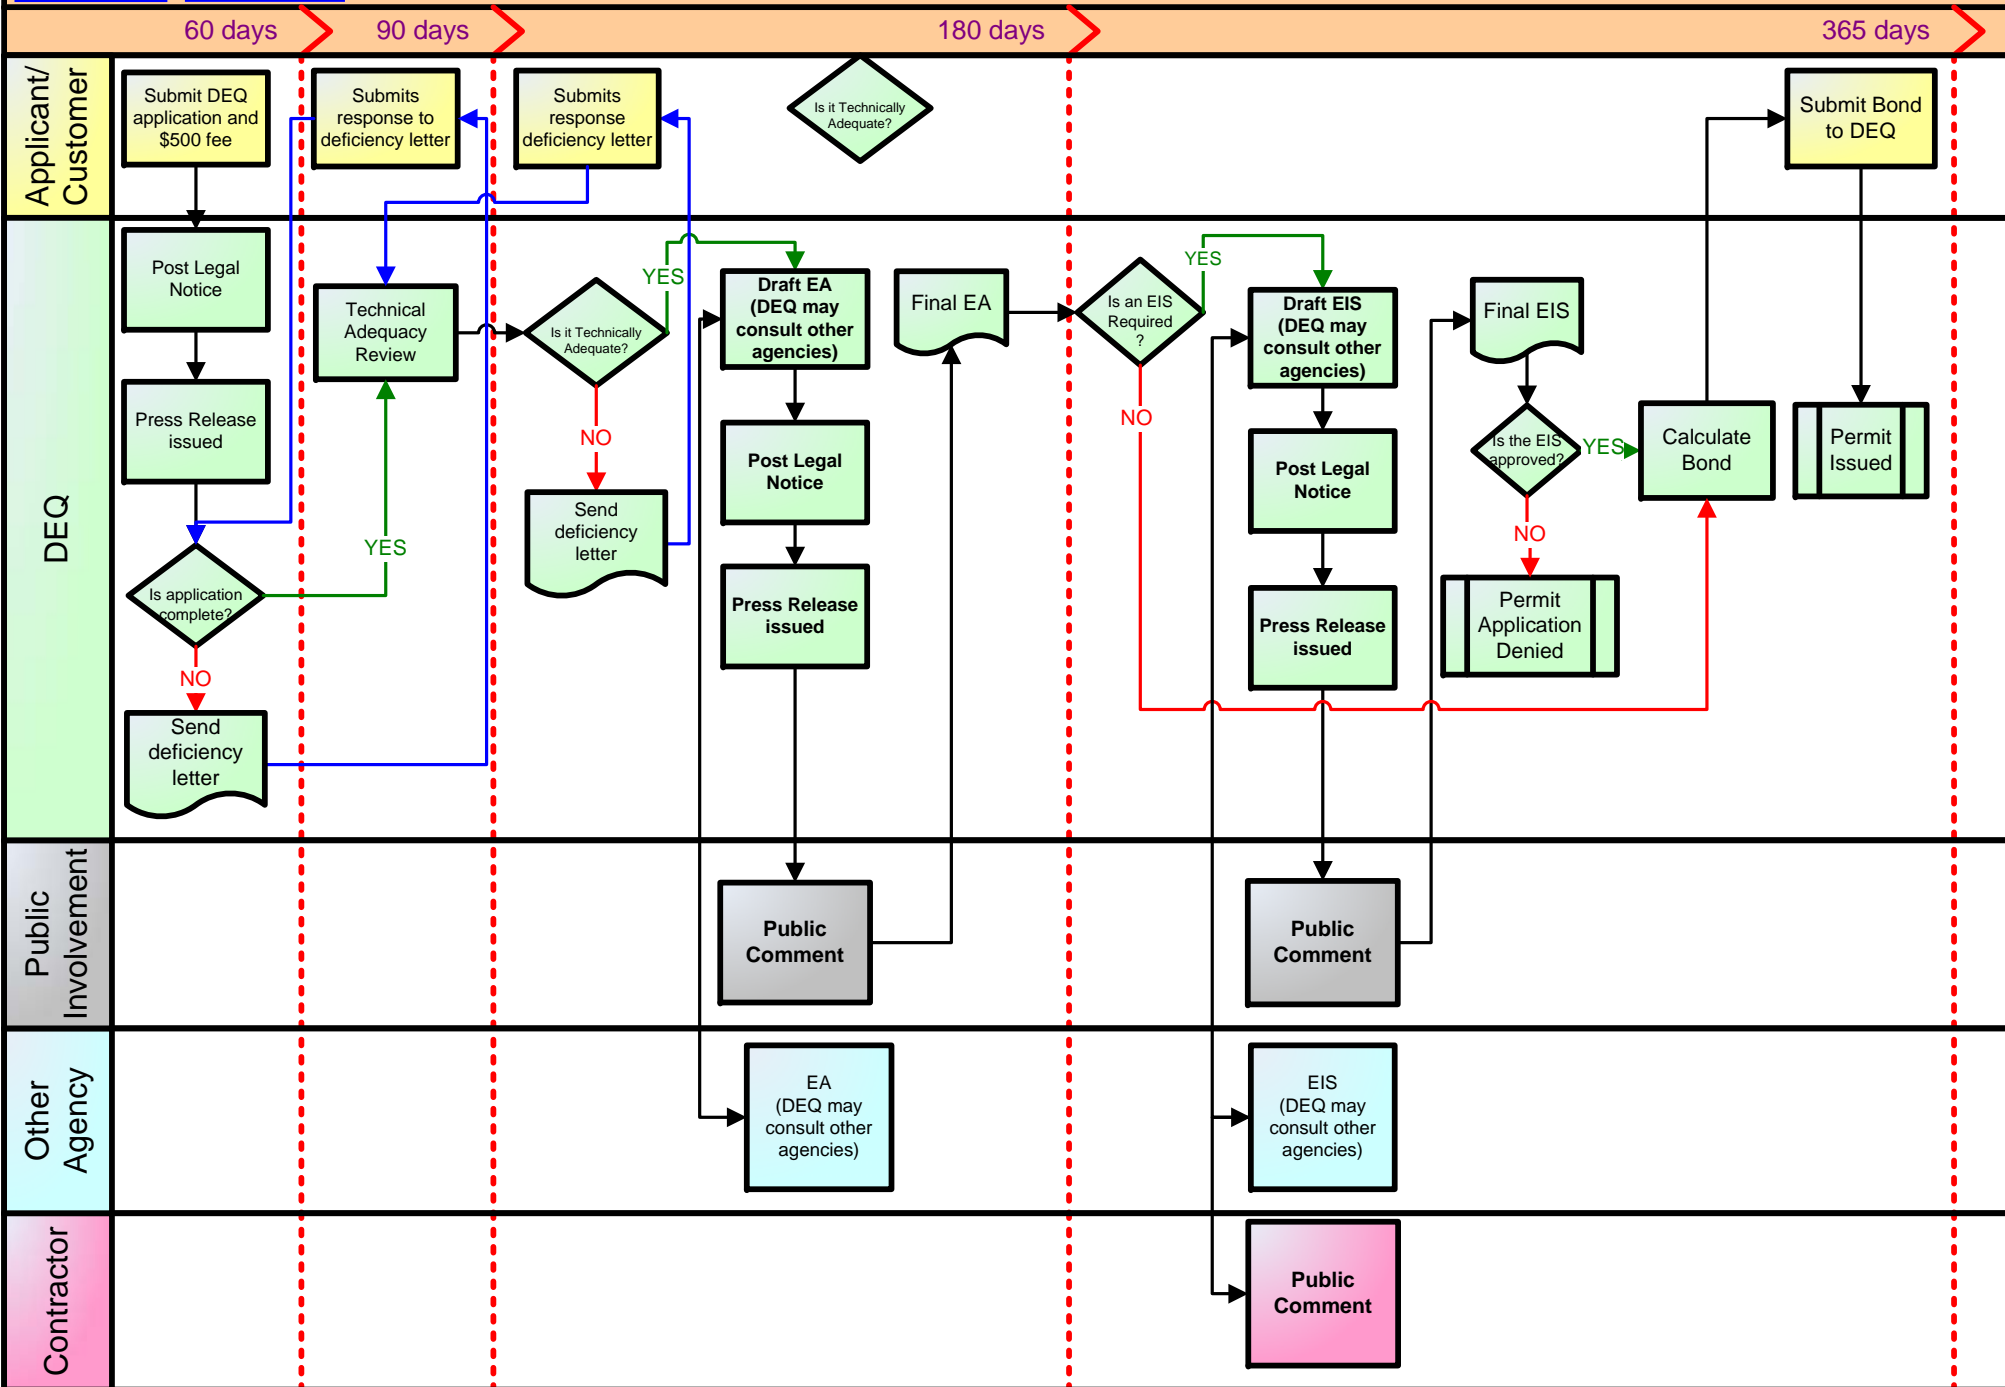 60 days
90 days
180 days
365 days
Applicant/
Customer
Submit DEQ
application and
$500 fee
Submits
response to
deficiency letter
Submits
response
deficiency letter
Is it Technically
Adequate?
Submit Bond
to DEQ
DEQ
Post Legal
Notice
Press Release
issued
Is application
complete?
YES
NO
Send
deficiency
letter
Technical
Adequacy
Review
Is it Technically
Adequate?
YES
NO
Send
deficiency
letter
Draft EA
(DEQ may
consult other
agencies)
Post Legal
Notice
Press Release
issued
Final EA
Is an EIS
Required
?
YES
NO
Draft EIS
(DEQ may
consult other
agencies)
Post Legal
Notice
Press Release
issued
Final EIS
Is the EIS
approved?
YES
NO
Permit
Application
Denied
Calculate
Bond
Permit
Issued
Public
Involvement
Public
Comment
Public
Comment
Other
Agency
EA
(DEQ may
consult other
agencies)
EIS
(DEQ may
consult other
agencies)
Contractor
Public
Comment